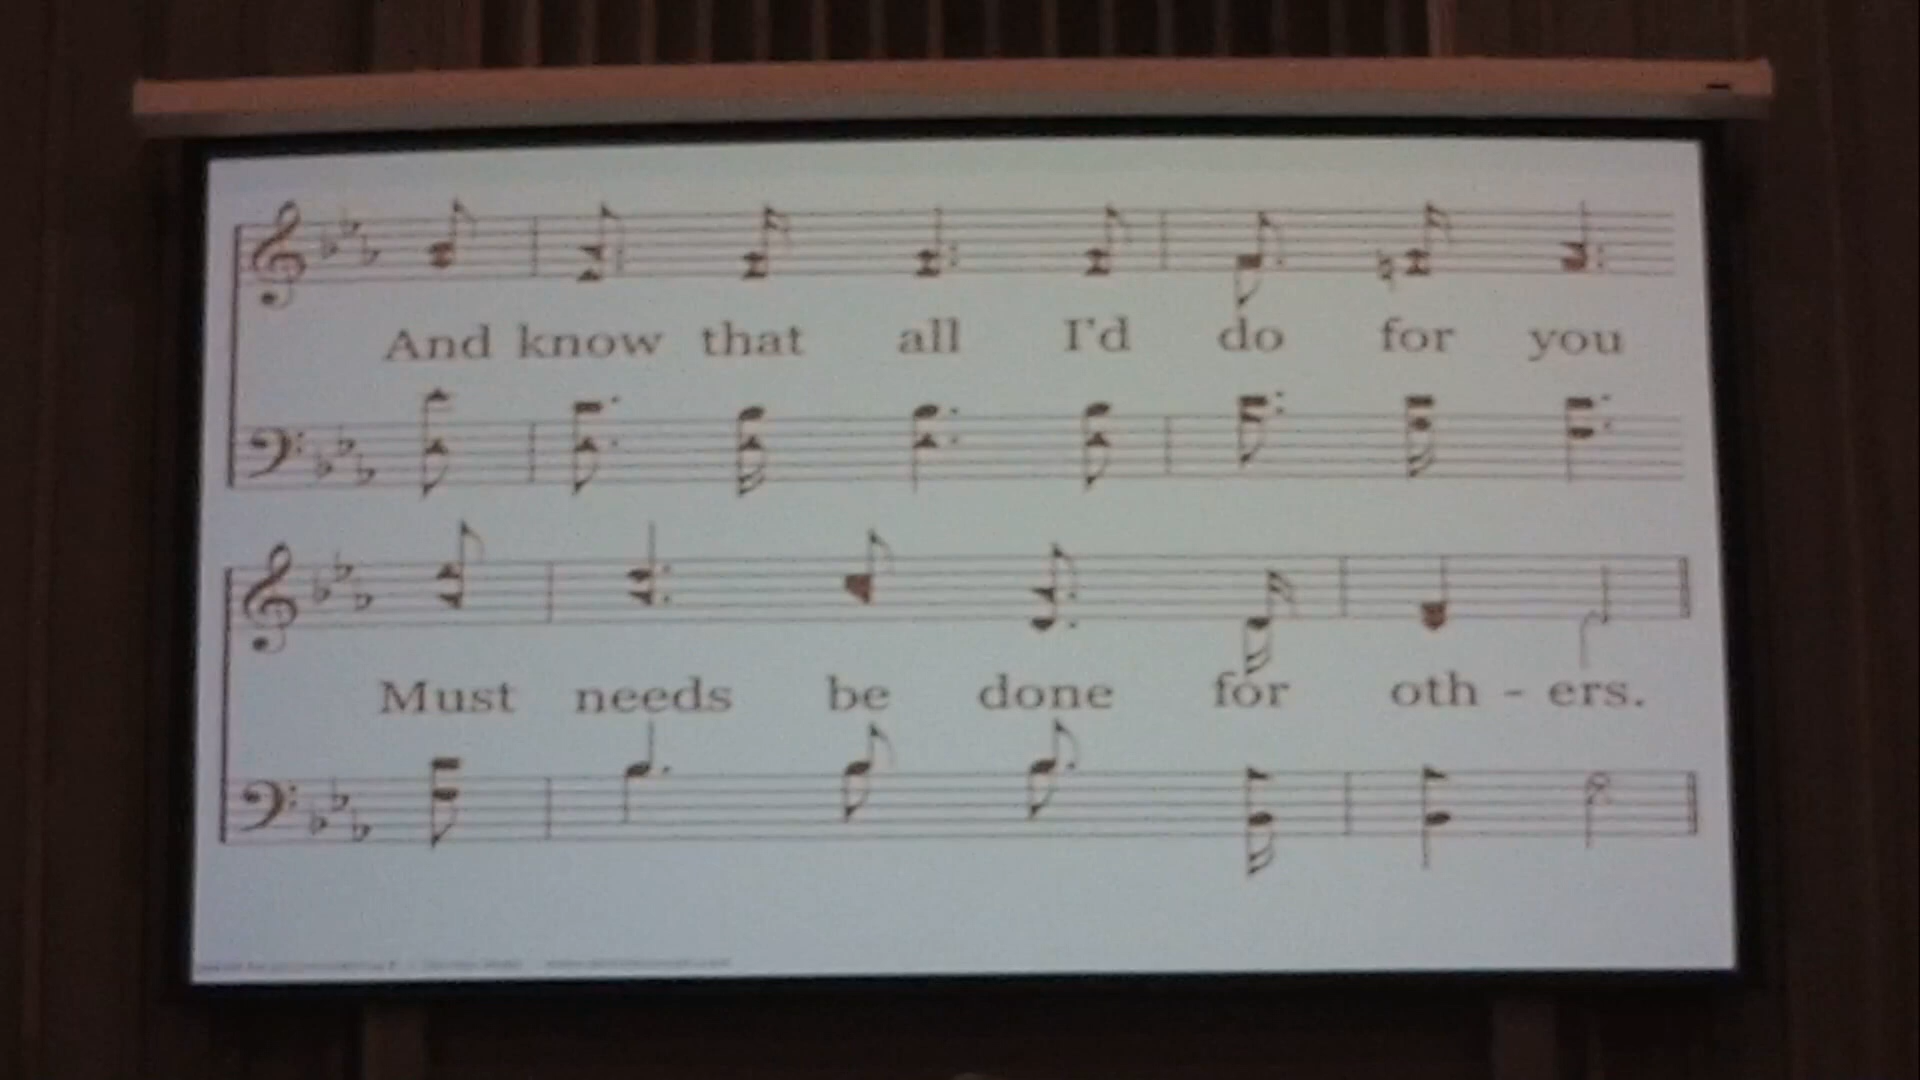 And know that all I'd do for you
Must needs be done for oth - ers.